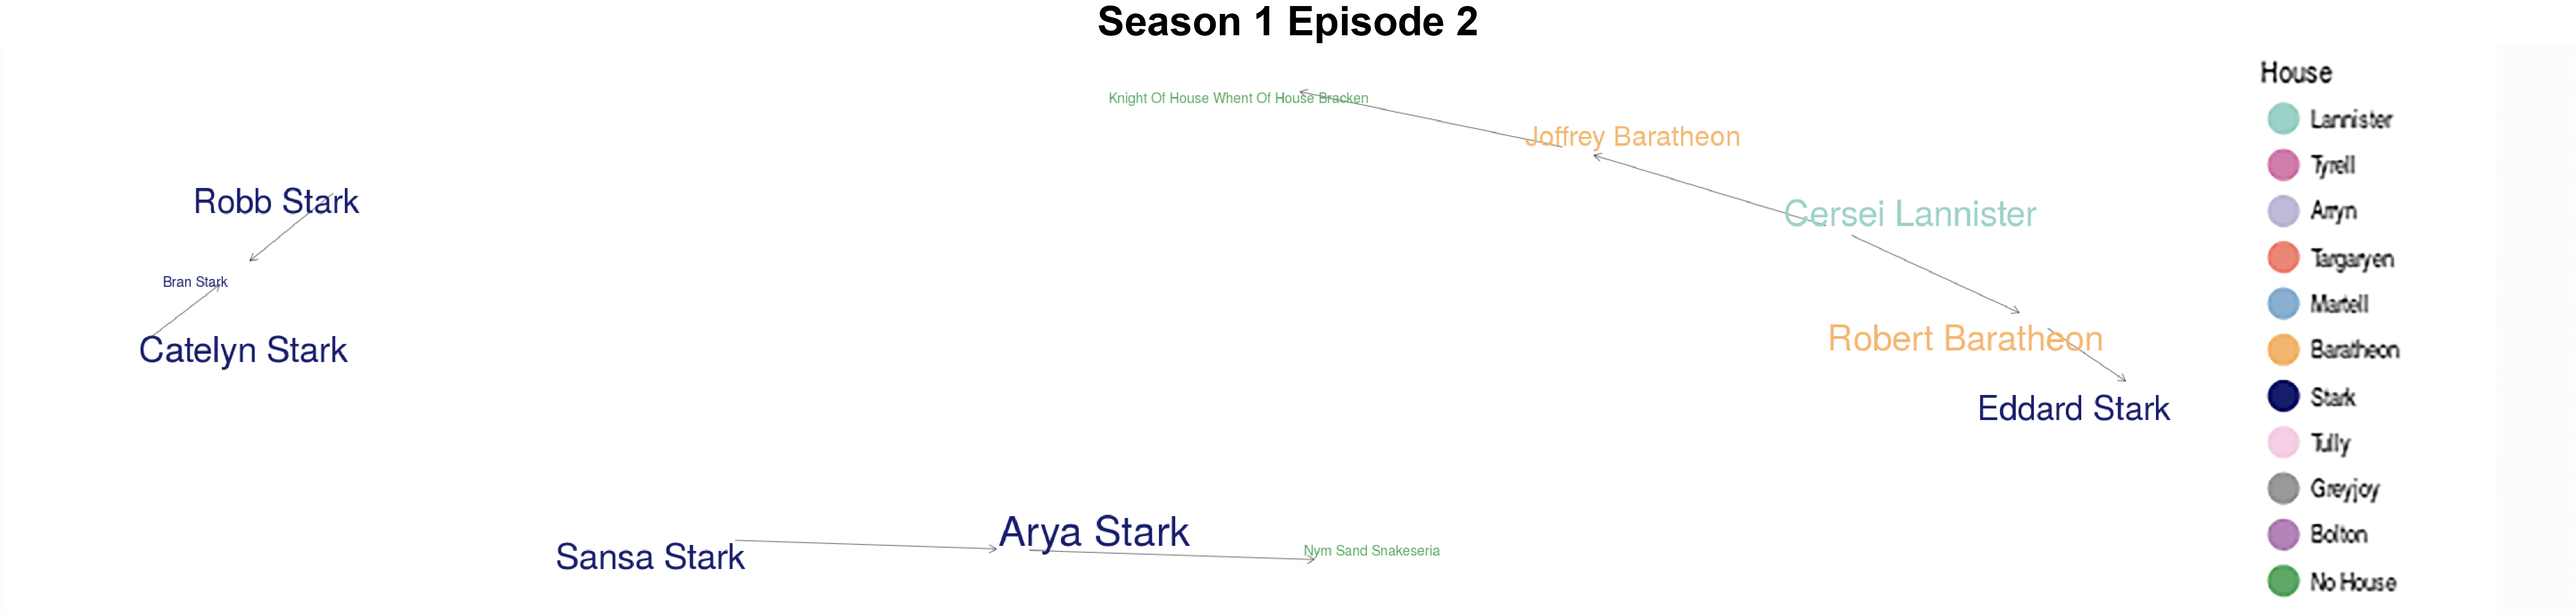 Season 1 Episode 2
Knight Of House Whent Of House Bracken
Joffrey Baratheon
Robb Stark
Cersei Lannister
Bran Stark
Catelyn Stark
Robert Baratheon
Eddard Stark
Arya Stark
Sansa Stark
Nym Sand Snakeseria
House
Lannister
Tyrell
Arryn
Targaryen
Martell
Baratheon
Stark
Tully
Greyjoy
Bolton
No House